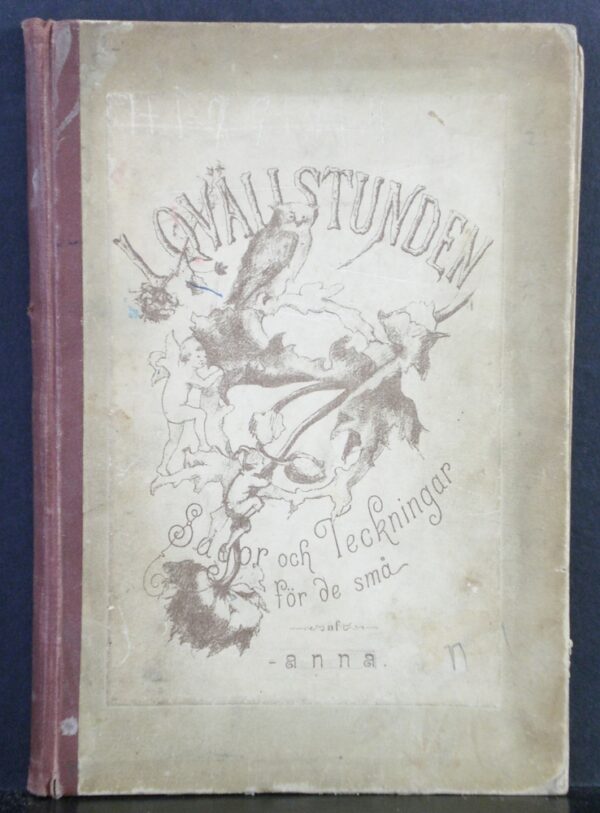 I QVÄLLSTUNDEN
Sagor och Teckningar
för de små
af
- anna.
n